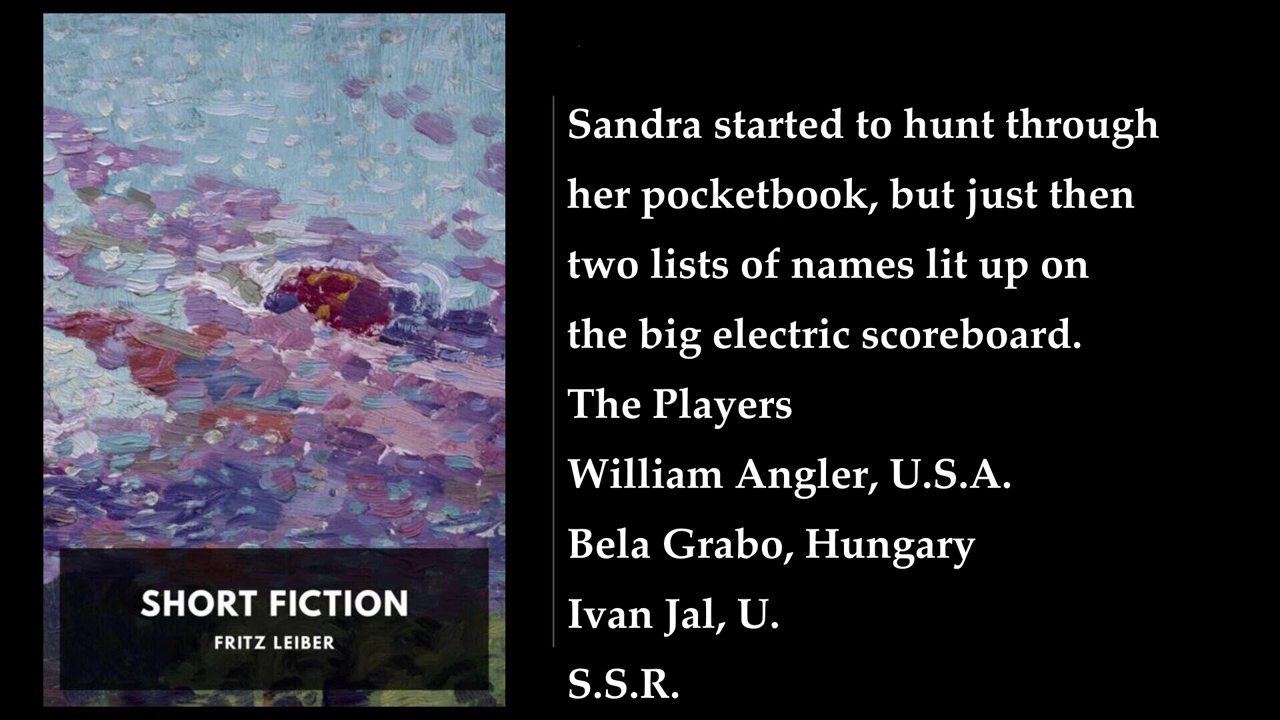 SHORT FICTION
FRITZ LEIBER
Sandra started to hunt through
her pocketbook, but just then
two lists of names lit up on
the big electric scoreboard.
The Players
William Angler, U.S.A.
Bela Grabo, Hungary
Ivan Jal, U.
S.S.R.